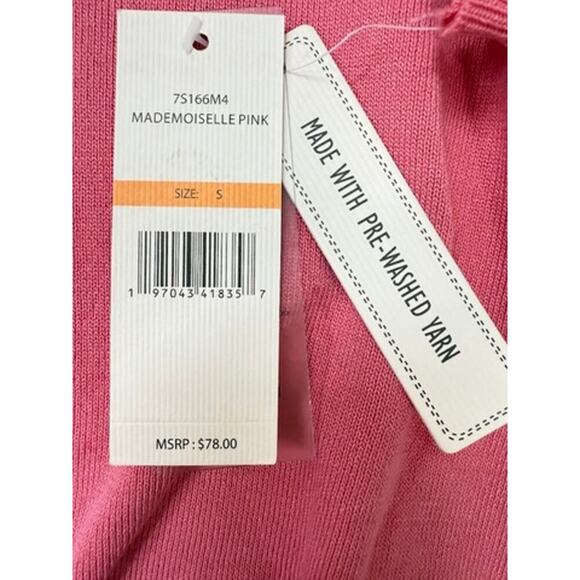 7S166M4
MADEMOISELLE PINK
SIZE: S
1 97043 41835 7
MSRP : $78.00
MADE WITH PRE-WASHED YARN